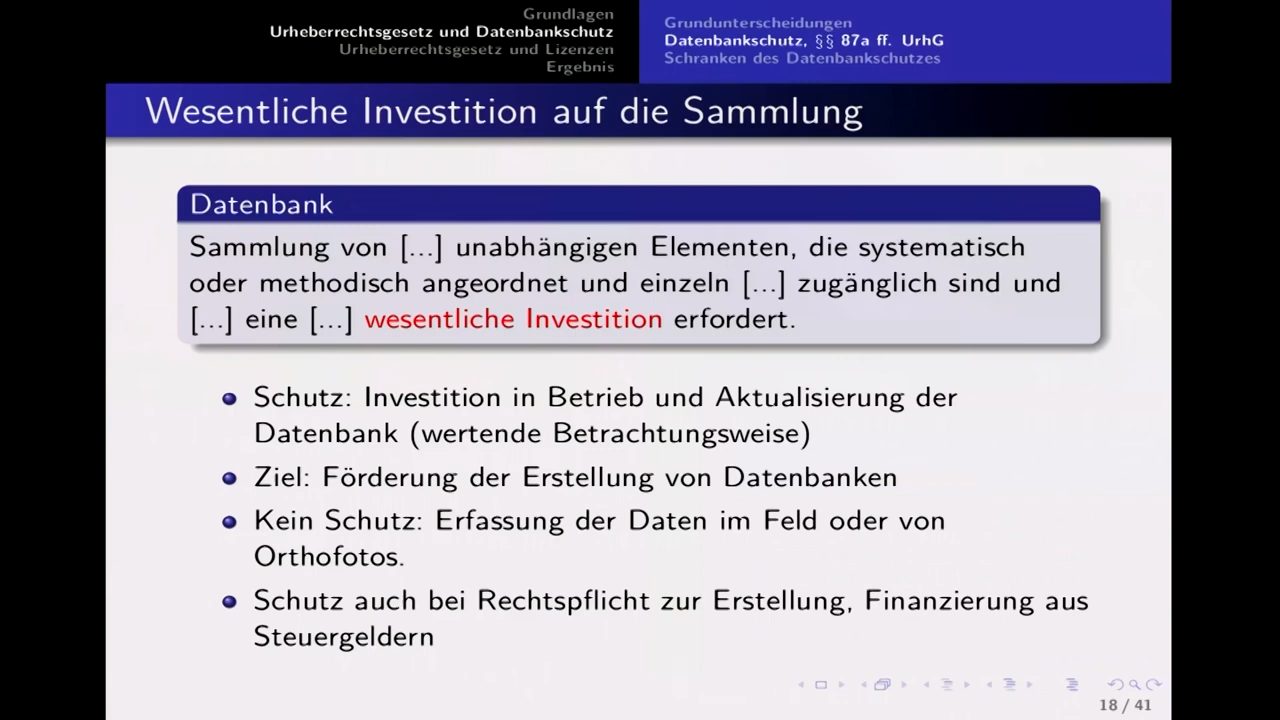 Grundlagen
Urheberrechtsgesetz und Datenbankschutz
Urheberrechtsgesetz und Lizenzen
Ergebnis
Grundunterscheidungen
Datenbankschutz, §§ 87a ff. UrhG
Schranken des Datenbankschutzes
Wesentliche Investition auf die Sammlung
Datenbank
Sammlung von [...] unabhängigen Elementen, die systematisch
oder methodisch angeordnet und einzeln [...] zugänglich sind und
[...] eine [...] wesentliche Investition erfordert.
Schutz: Investition in Betrieb und Aktualisierung der
Datenbank (wertende Betrachtungsweise)
Ziel: Förderung der Erstellung von Datenbanken
Kein Schutz: Erfassung der Daten im Feld oder von
Orthofotos.
Schutz auch bei Rechtspflicht zur Erstellung, Finanzierung aus
Steuergeldern
18 / 41